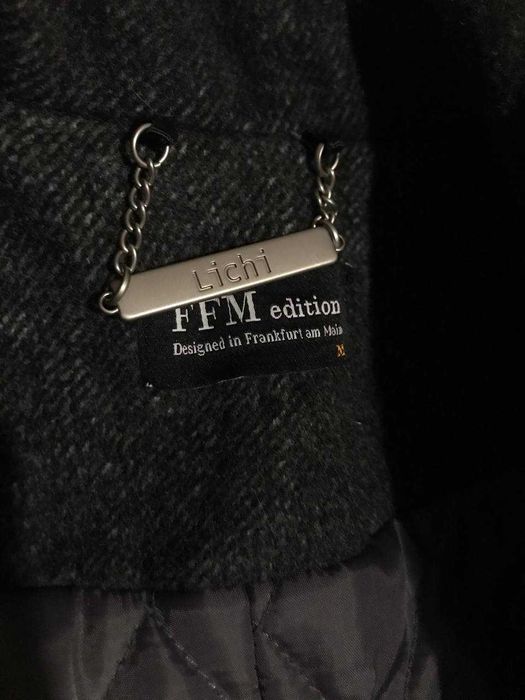 Lichi
FFM edition
Designed in Frankfurt am Main
M